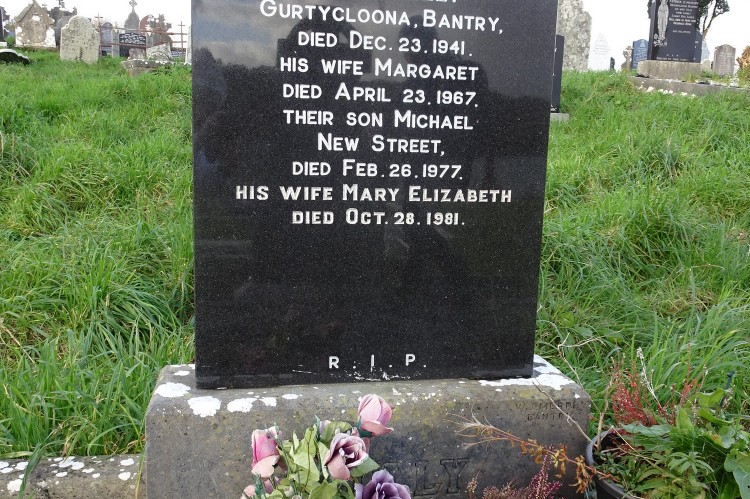 Gurtycloona, Bantry,
died Dec. 23. 1941.
his wife Margaret
died April 23. 1967.
their son Michael
New Street,
died Feb. 26. 1977.
his wife Mary Elizabeth
died Oct. 28. 1981.
R. I. P.
BANTRY